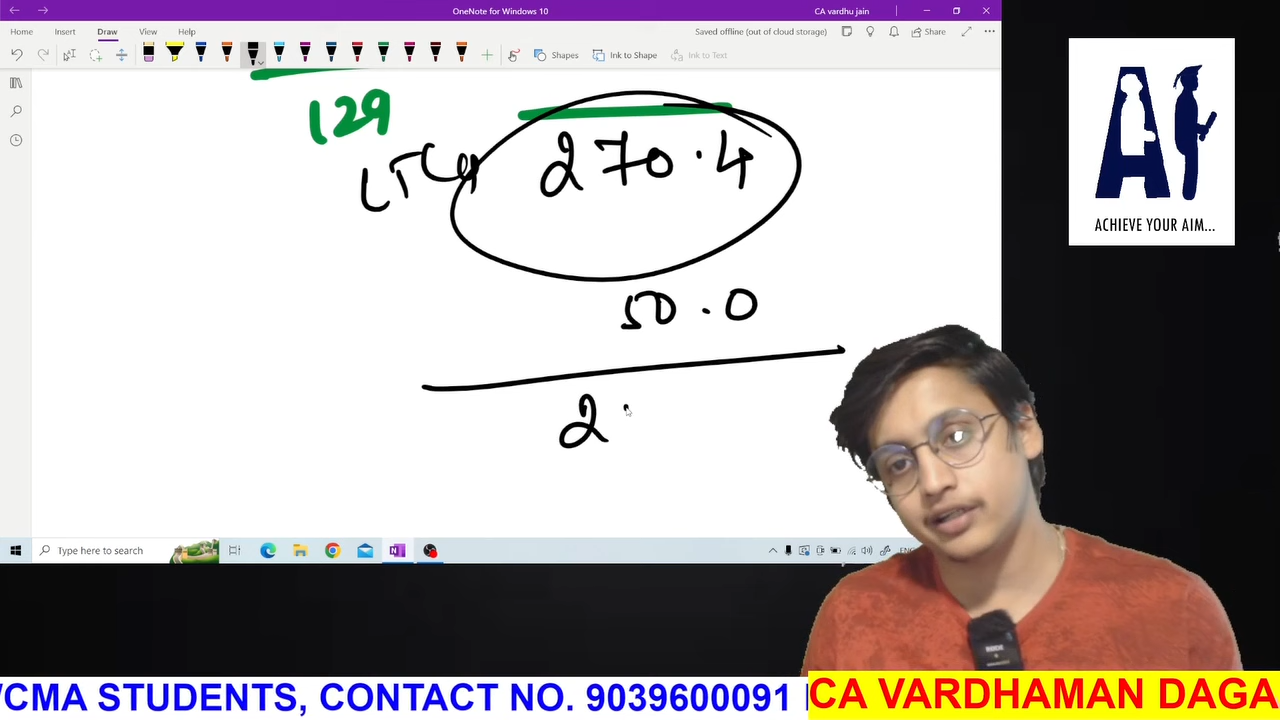 OneNote for Windows 10
CA vardhu jain
Home Insert Draw View Help
Saved offline (out of cloud storage)
Share
Shapes
Ink to Shape
Ink to Text
129
LTCG 270.4
50.0
2
ACHIEVE YOUR AIM...
Type here to search
ENG
/CMA STUDENTS, CONTACT NO. 9039600091
CA VARDHAMAN DAGA